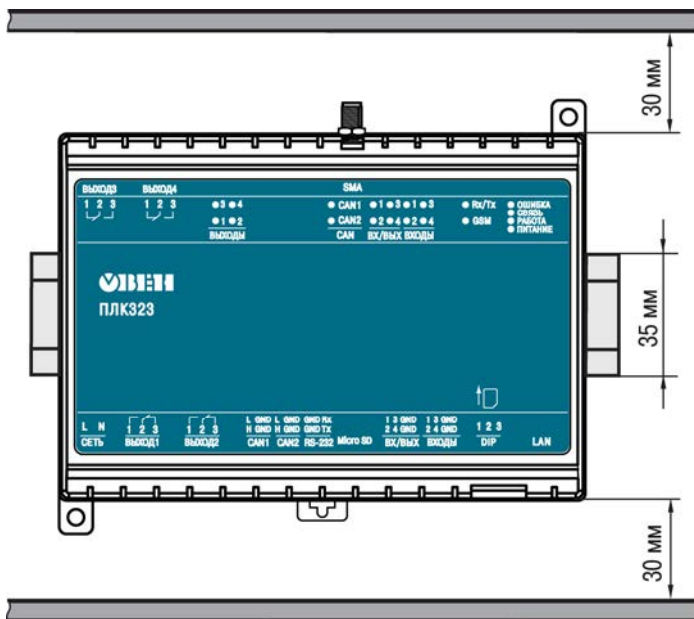 30 мм
ВЫХОД3 ВЫХОД4 SMA
1 2 3 1 2 3 3 4 CAN1 1 3 1 3 Rx/Tx ОШИБКА
СВЯЗЬ
1 2 CAN2 2 4 2 4 GSM РАБОТА
ВЫХОДЫ CAN ВХ/ВЫХ ВХОДЫ ПИТАНИЕ
ОВЕН
ПЛК323
35 мм
L GND L GND GND RX 1 3 GND 1 3 GND
L N 1 2 3 1 2 3 H GND H GND GND TX 2 4 GND 2 4 GND 1 2 3
СЕТЬ ВЫХОД1 ВЫХОД2 CAN1 CAN2 RS-232 Micro SD ВХ/ВЫХ ВХОДЫ DIP LAN
30 мм